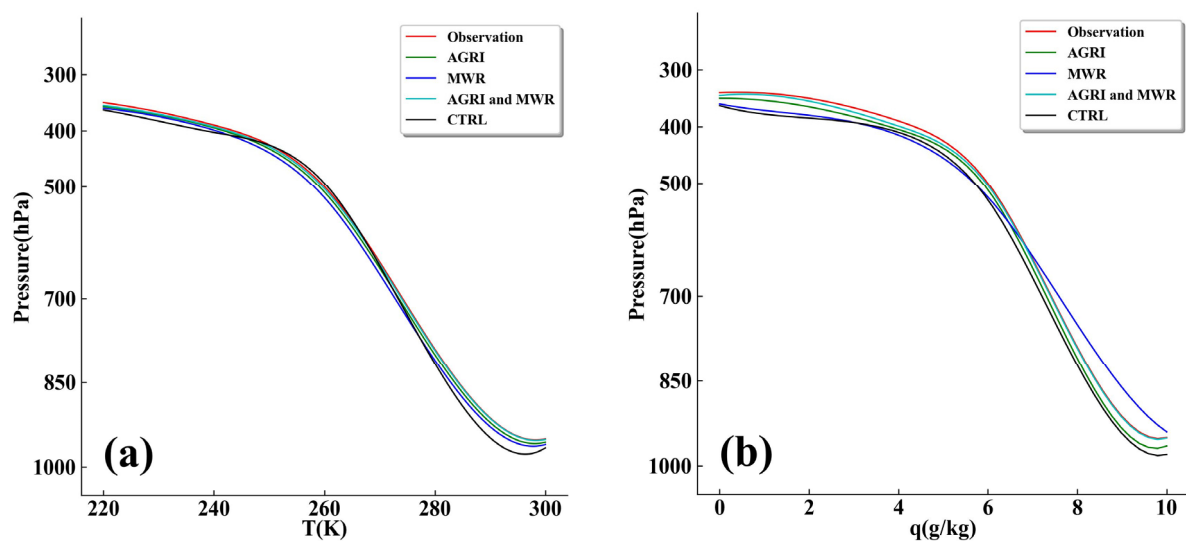 Observation
AGRI
MWR
AGRI and MWR
CTRL
300
400
500
700
850
1000
Pressure(hPa)
(a)
220
240
260
280
300
T(K)
Observation
AGRI
MWR
AGRI and MWR
CTRL
300
400
500
700
850
1000
Pressure(hPa)
(b)
0
2
4
6
8
10
q(g/kg)